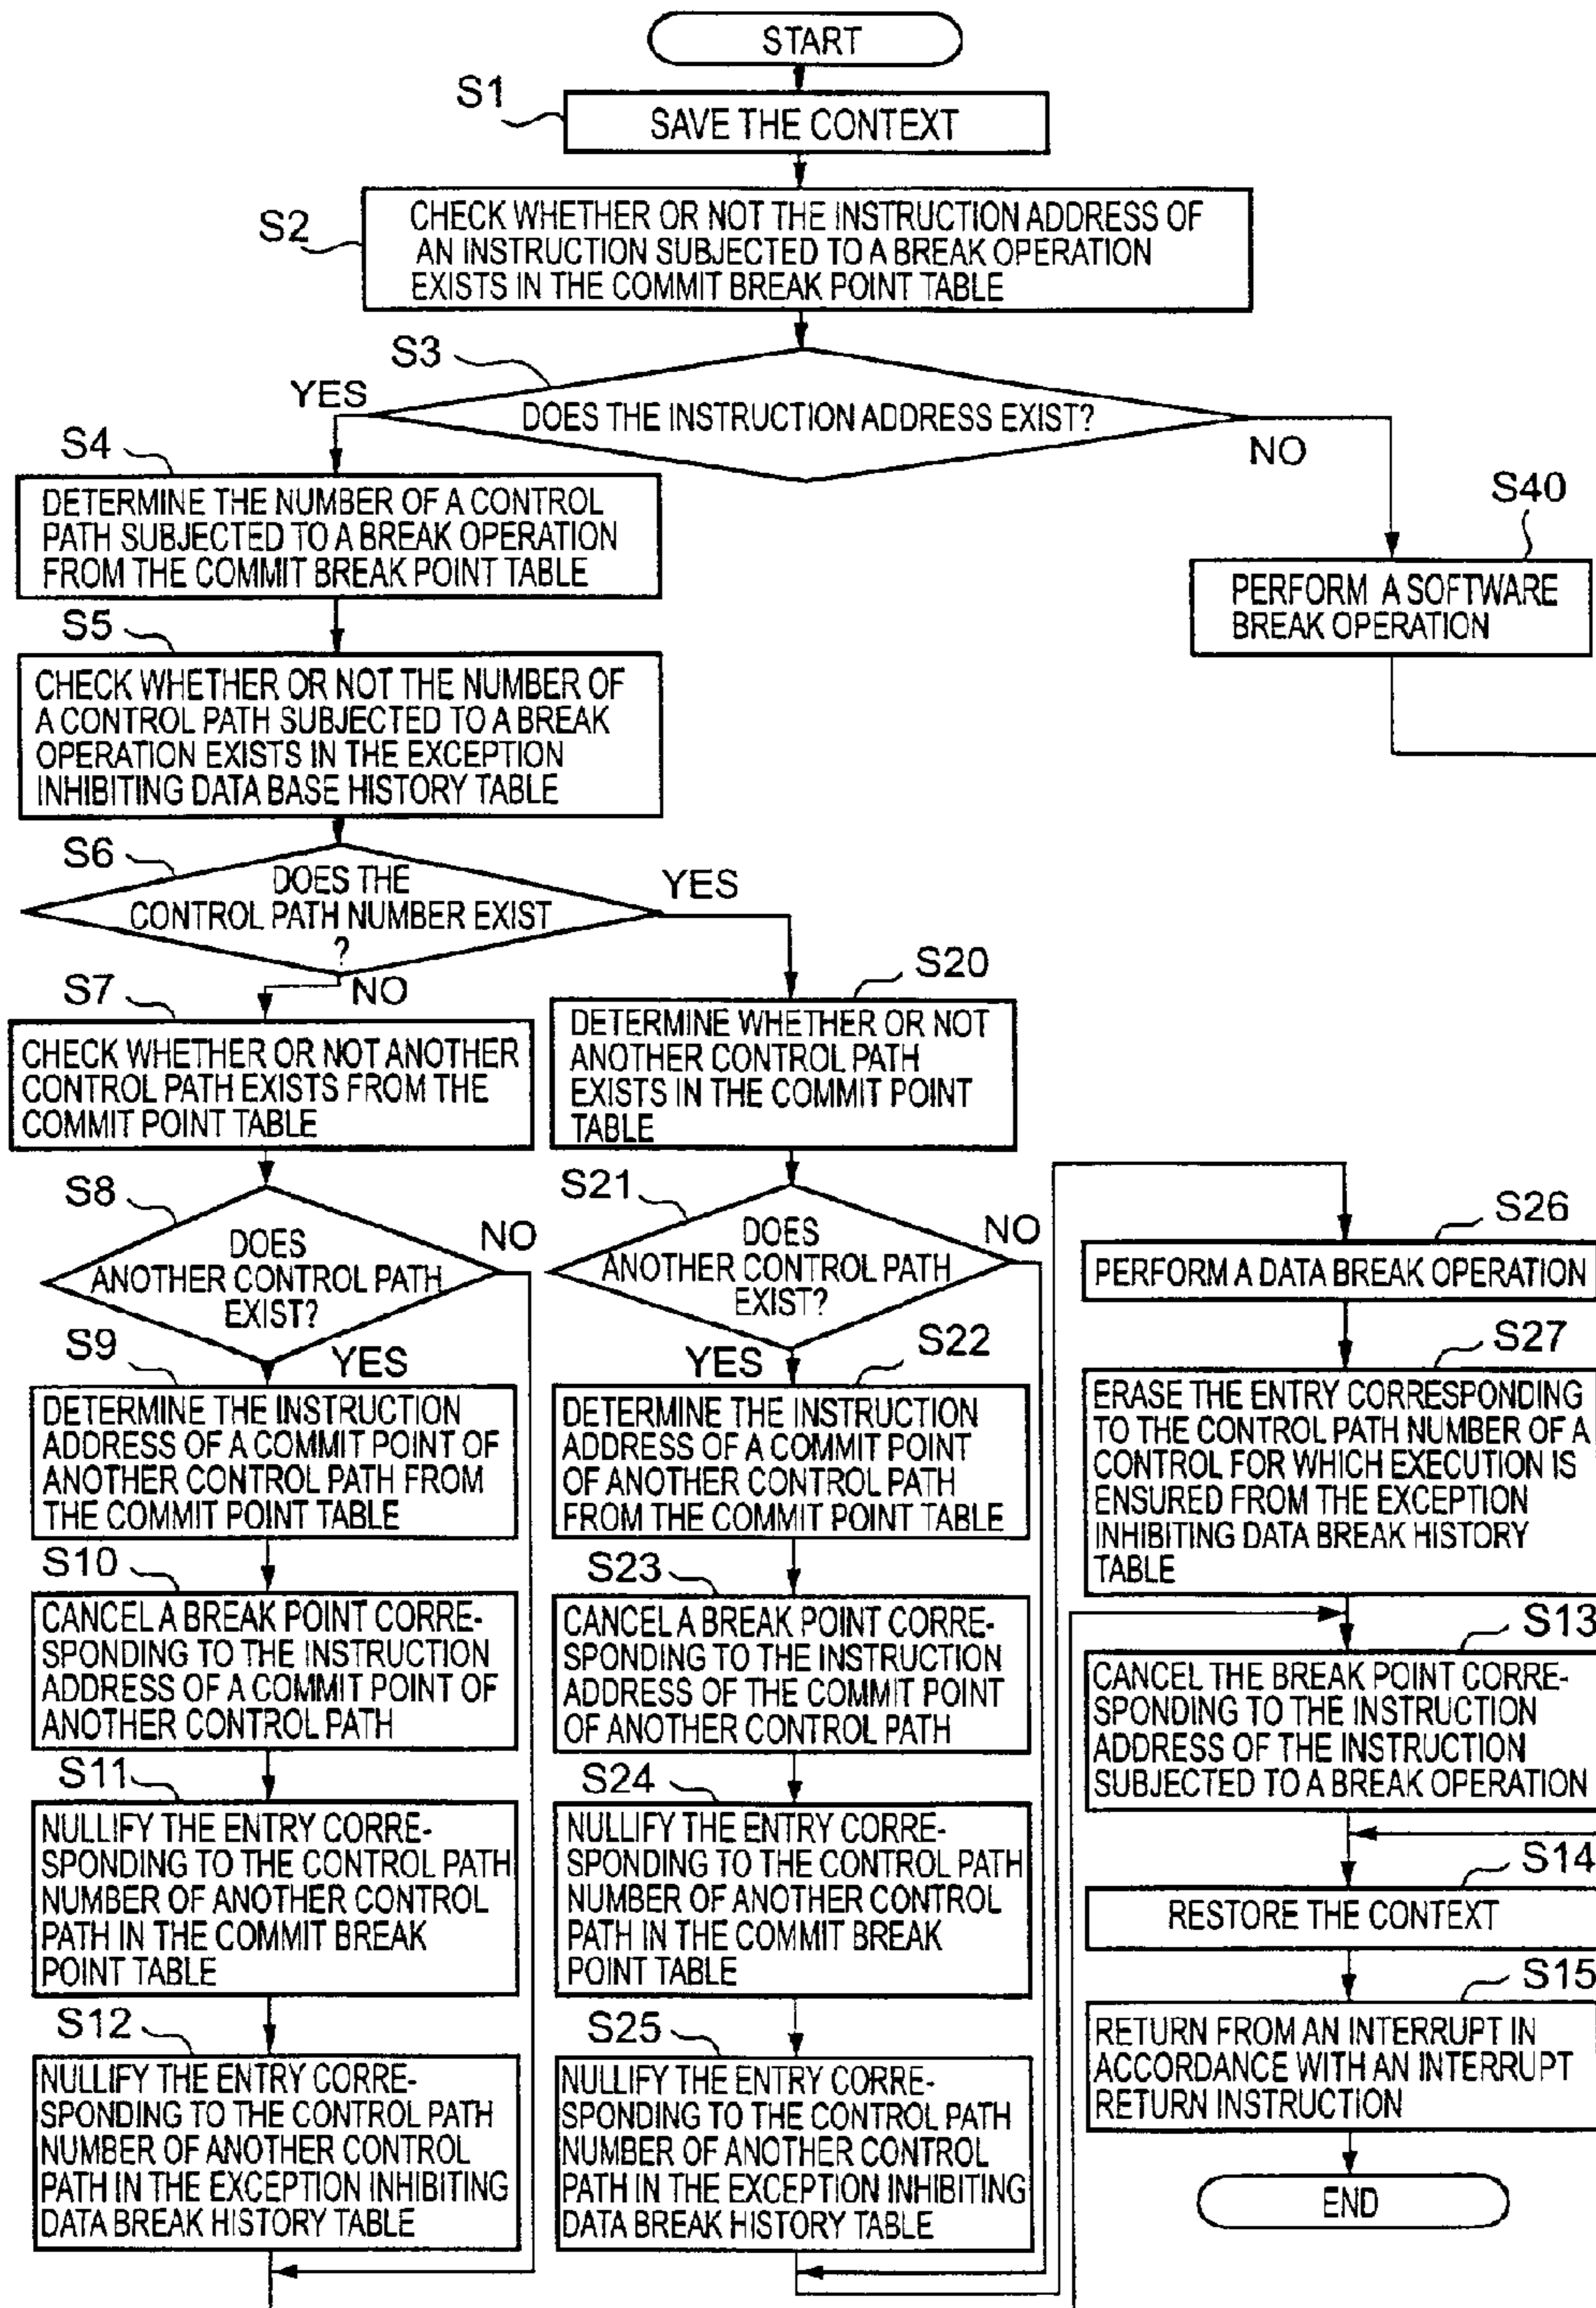 START
S1
SAVE THE CONTEXT
S2
CHECK WHETHER OR NOT THE INSTRUCTION ADDRESS OF
AN INSTRUCTION SUBJECTED TO A BREAK OPERATION
EXISTS IN THE COMMIT BREAK POINT TABLE
S3
YES
DOES THE INSTRUCTION ADDRESS EXIST?
NO
S4
DETERMINE THE NUMBER OF A CONTROL
PATH SUBJECTED TO A BREAK OPERATION
FROM THE COMMIT BREAK POINT TABLE
S40
PERFORM A SOFTWARE
BREAK OPERATION
S5
CHECK WHETHER OR NOT THE NUMBER OF
A CONTROL PATH SUBJECTED TO A BREAK
OPERATION EXISTS IN THE EXCEPTION
INHIBITING DATA BASE HISTORY TABLE
S6
DOES THE
CONTROL PATH NUMBER EXIST
?
YES
NO
S7
CHECK WHETHER OR NOT ANOTHER
CONTROL PATH EXISTS FROM THE
COMMIT POINT TABLE
S8
DOES
ANOTHER CONTROL PATH
EXIST?
NO
YES
S9
DETERMINE THE INSTRUCTION
ADDRESS OF A COMMIT POINT OF
ANOTHER CONTROL PATH FROM
THE COMMIT POINT TABLE
S10
CANCEL A BREAK POINT CORRE-
SPONDING TO THE INSTRUCTION
ADDRESS OF A COMMIT POINT OF
ANOTHER CONTROL PATH
S11
NULLIFY THE ENTRY CORRE-
SPONDING TO THE CONTROL PATH
NUMBER OF ANOTHER CONTROL
PATH IN THE COMMIT BREAK
POINT TABLE
S12
NULLIFY THE ENTRY CORRE-
SPONDING TO THE CONTROL PATH
NUMBER OF ANOTHER CONTROL
PATH IN THE EXCEPTION INHIBITING
DATA BREAK HISTORY TABLE
S20
DETERMINE WHETHER OR NOT
ANOTHER CONTROL PATH
EXISTS IN THE COMMIT POINT
TABLE
S21
DOES
ANOTHER CONTROL PATH
EXIST?
NO
YES
S22
DETERMINE THE INSTRUCTION
ADDRESS OF A COMMIT POINT
OF ANOTHER CONTROL PATH
FROM THE COMMIT POINT TABLE
S23
CANCEL A BREAK POINT CORRE-
SPONDING TO THE INSTRUCTION
ADDRESS OF THE COMMIT POINT
OF ANOTHER CONTROL PATH
S24
NULLIFY THE ENTRY CORRE-
SPONDING TO THE CONTROL PATH
NUMBER OF ANOTHER CONTROL
PATH IN THE COMMIT BREAK
POINT TABLE
S25
NULLIFY THE ENTRY CORRE-
SPONDING TO THE CONTROL PATH
NUMBER OF ANOTHER CONTROL
PATH IN THE EXCEPTION INHIBITING
DATA BREAK HISTORY TABLE
S26
PERFORM A DATA BREAK OPERATION
S27
ERASE THE ENTRY CORRESPONDING
TO THE CONTROL PATH NUMBER OF A
CONTROL FOR WHICH EXECUTION IS
ENSURED FROM THE EXCEPTION
INHIBITING DATA BREAK HISTORY
TABLE
S13
CANCEL THE BREAK POINT CORRE-
SPONDING TO THE INSTRUCTION
ADDRESS OF THE INSTRUCTION
SUBJECTED TO A BREAK OPERATION
S14
RESTORE THE CONTEXT
S15
RETURN FROM AN INTERRUPT IN
ACCORDANCE WITH AN INTERRUPT
RETURN INSTRUCTION
END